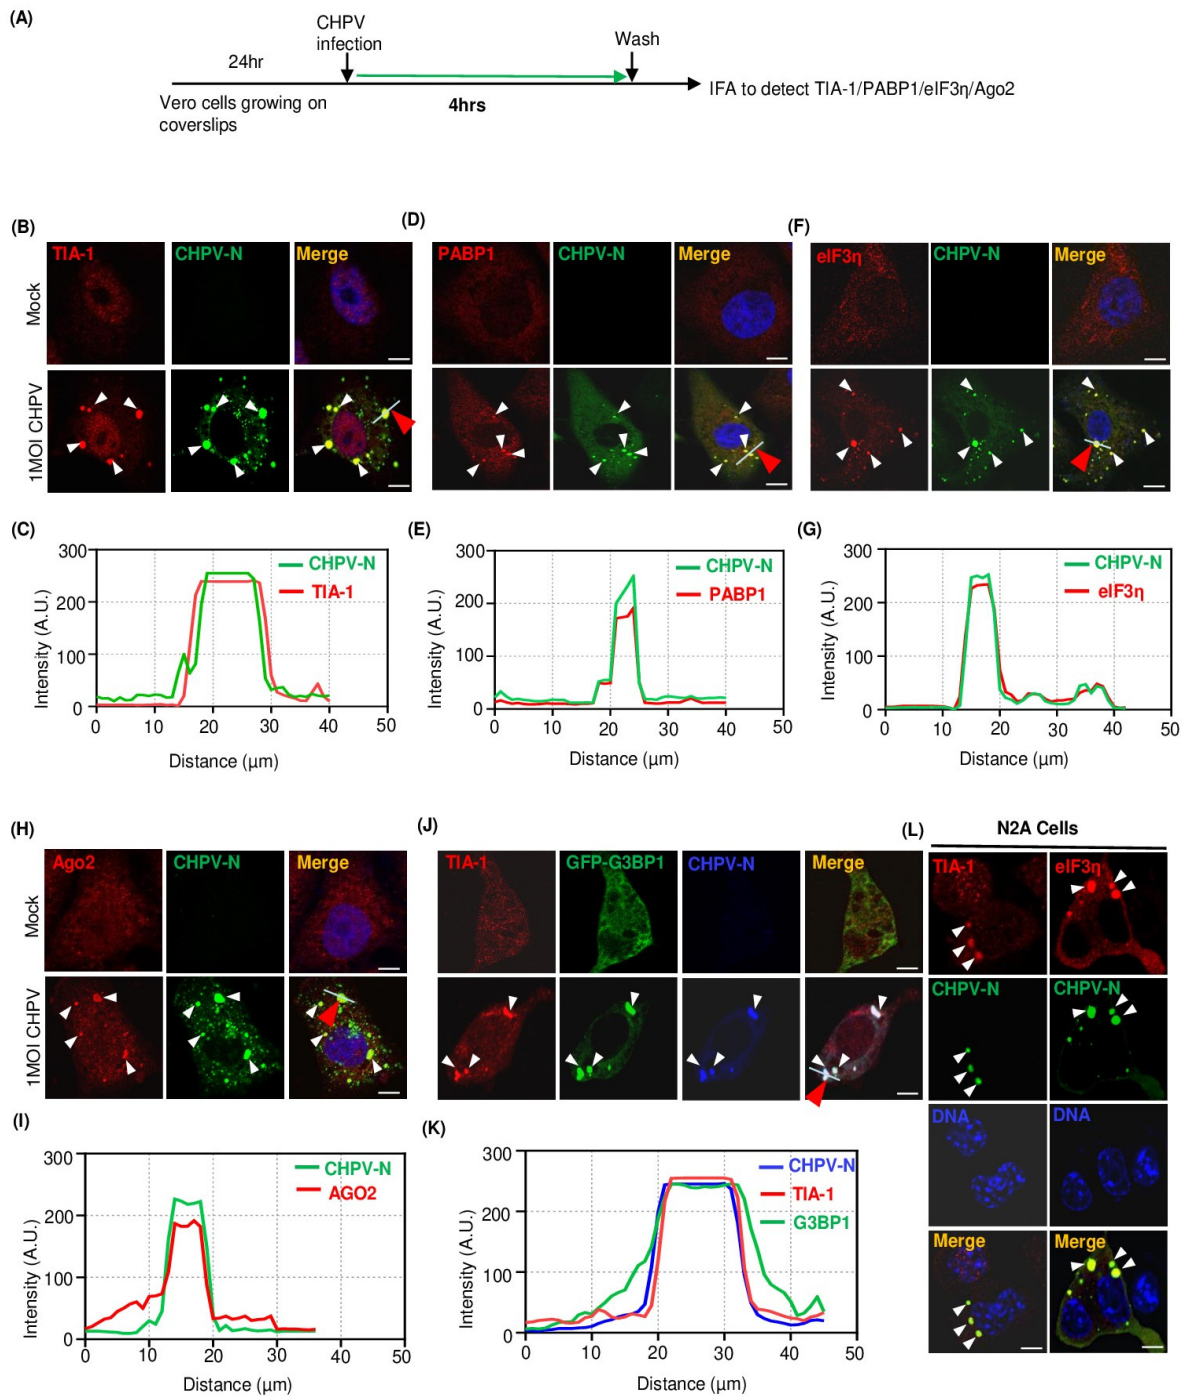 (A)
CHPV
infection
Wash
24hr
IFA to detect TIA-1/PABP1/eIF3η/Ago2
Vero cells growing on
coverslips
4hrs
(B)
(D)
(F)
TIA-1
CHPV-N
Merge
PABP1
CHPV-N
Merge
eIF3η
CHPV-N
Merge
Mock
1MOI CHPV
(C)
(E)
(G)
300
200
100
0
0
10
20
30
40
50
Intensity (A.U.)
Distance (µm)
CHPV-N
TIA-1
300
200
100
0
0
10
20
30
40
50
Intensity (A.U.)
Distance (µm)
CHPV-N
PABP1
300
200
100
0
0
10
20
30
40
50
Intensity (A.U.)
Distance (µm)
CHPV-N
eIF3η
(H)
(J)
(L)
N2A Cells
Ago2
CHPV-N
Merge
TIA-1
GFP-G3BP1
CHPV-N
Merge
TIA-1
eIF3η
Mock
1MOI CHPV
CHPV-N
CHPV-N
DNA
DNA
Merge
Merge
(I)
(K)
300
200
100
0
0
10
20
30
40
50
Intensity (A.U.)
Distance (µm)
CHPV-N
AGO2
300
200
100
0
0
10
20
30
40
50
Intensity (A.U.)
Distance (µm)
CHPV-N
TIA-1
G3BP1